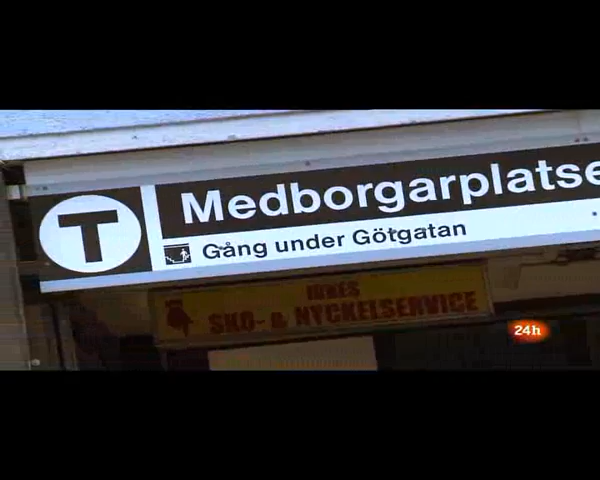 T
Medborgarplatse
Gång under Götgatan
SKO- & NYCKELSERVICE
24h